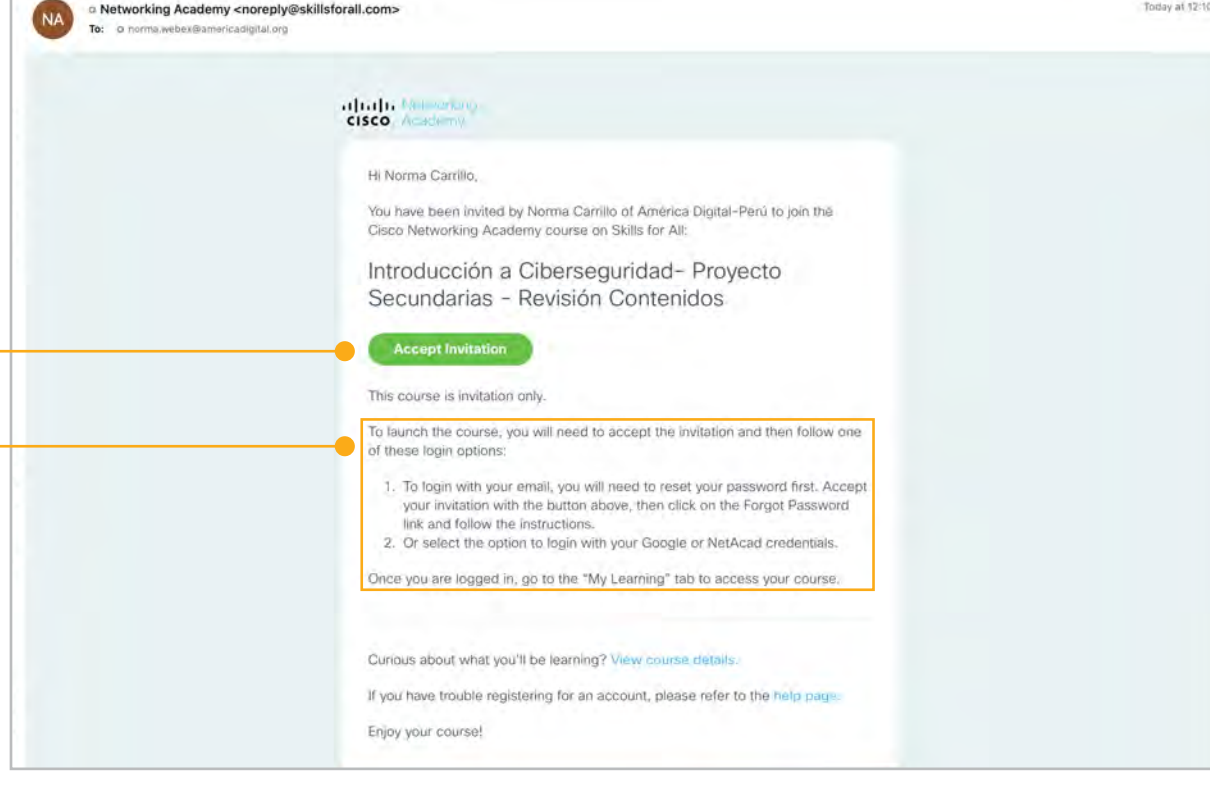 NA
Networking Academy <noreply@skillsforall.com>
Today at 12:10
To: norma.webex@americadigital.org
CISCO Networking Academy
Hi Norma Carrillo,
You have been invited by Norma Carrillo of América Digital-Perú to join the
Cisco Networking Academy course on Skills for All:
Introducción a Ciberseguridad- Proyecto
Secundarias - Revisión Contenidos
Accept Invitation
This course is invitation only.
To launch the course, you will need to accept the invitation and then follow one
of these login options:
1. To login with your email, you will need to reset your password first. Accept
your invitation with the button above, then click on the Forgot Password
link and follow the instructions.
2. Or select the option to login with your Google or NetAcad credentials.
Once you are logged in, go to the "My Learning" tab to access your course.
Curious about what you'll be learning? View course details.
If you have trouble registering for an account, please refer to the help page.
Enjoy your course!